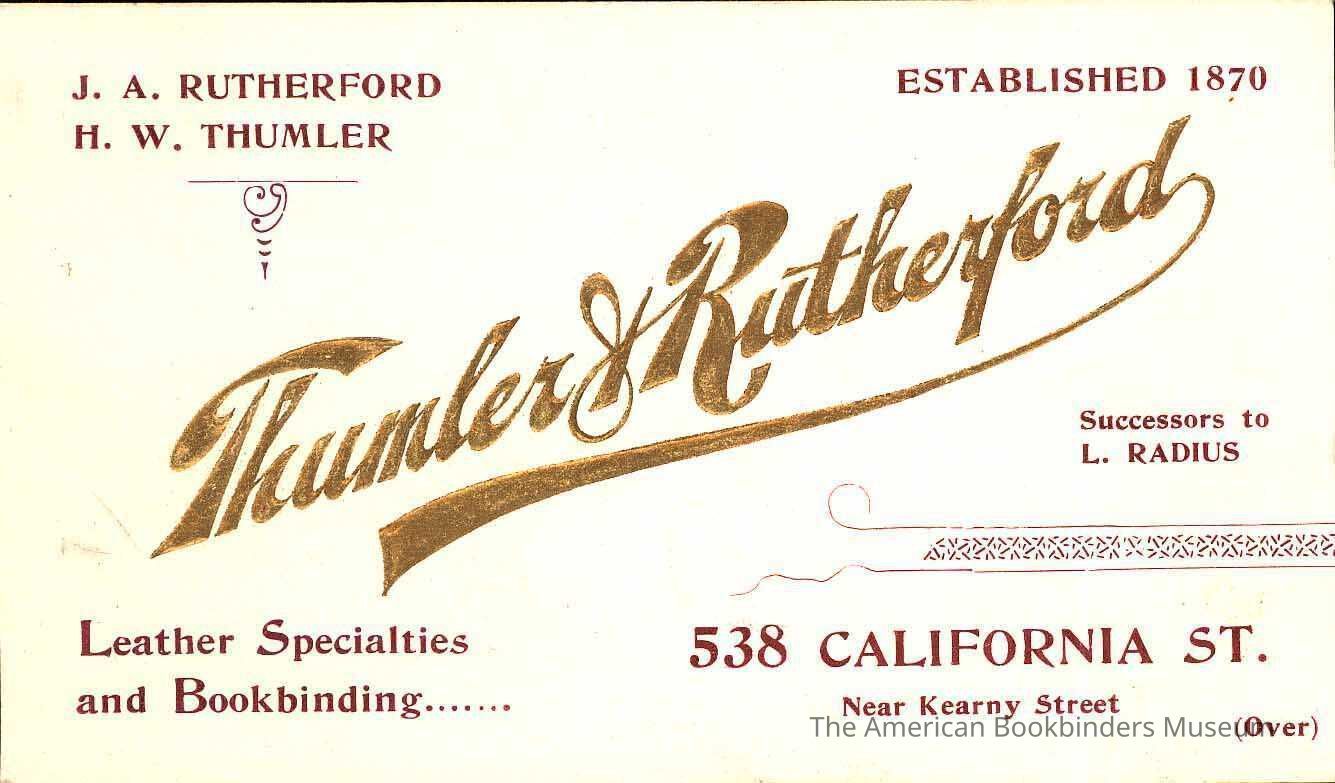 J. A. RUTHERFORD
H. W. THUMLER
ESTABLISHED 1870
Thumler & Rutherford
Successors to
L. RADIUS
Leather Specialties
and Bookbinding.......
538 CALIFORNIA ST.
Near Kearny Street
(Over)
The American Bookbinders Museum